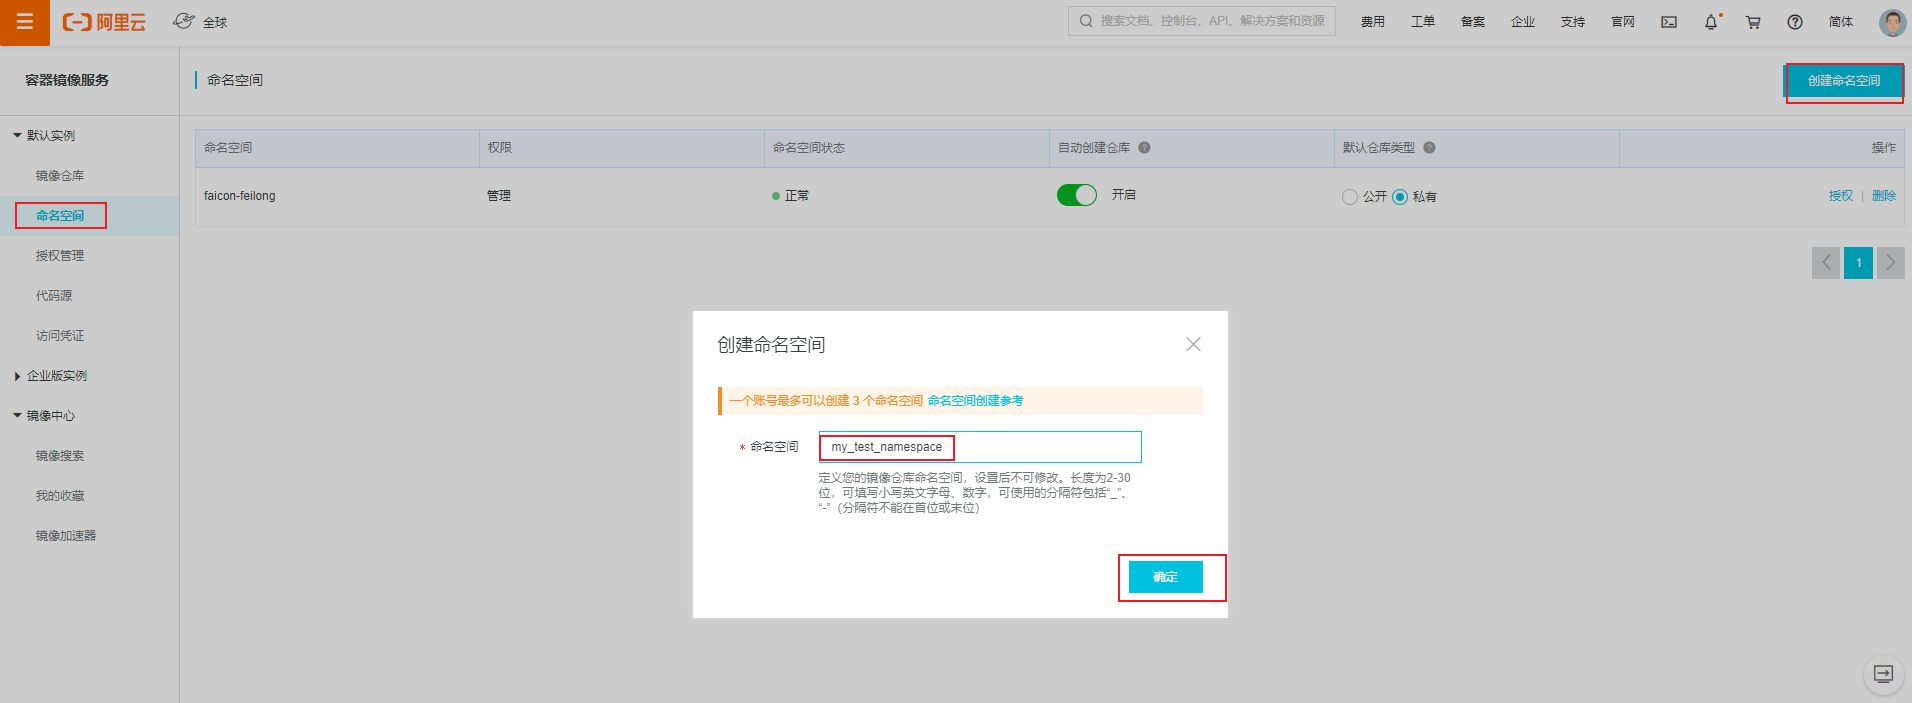 阿里云
全球
搜索文档、控制台、API、解决方案和资源
费用
工单
备案
企业
支持
官网
简体
容器镜像服务
默认实例
镜像仓库
命名空间
授权管理
代码源
访问凭证
企业版实例
镜像中心
镜像搜索
我的收藏
镜像加速器
命名空间
创建命名空间
命名空间
权限
命名空间状态
自动创建仓库
默认仓库类型
操作
faicon-feilong
管理
正常
开启
公开
私有
授权 | 删除
1
创建命名空间
一个账号最多可以创建 3 个命名空间 命名空间创建参考
* 命名空间
my_test_namespace
定义您的镜像仓库命名空间，设置后不可修改。长度为2-30
位，可填写小写英文字母、数字，可使用的分隔符包括“_”、
“-”（分隔符不能在首位或末位）
确定